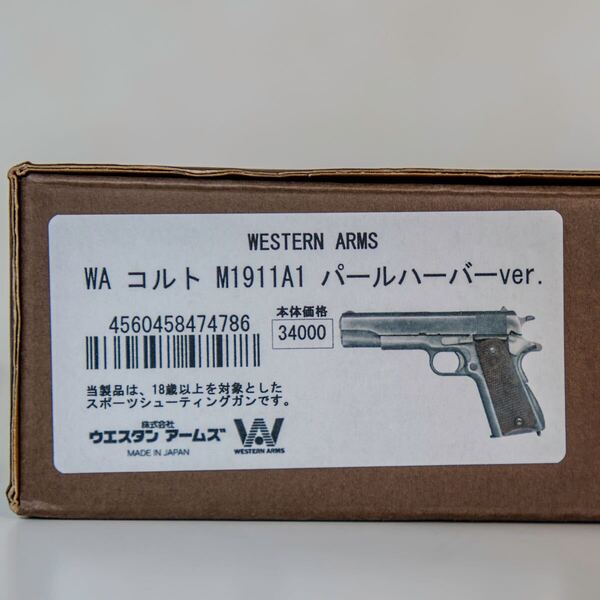 WESTERN ARMS
WA コルト M1911A1 パールハーバーver.
4560458474786
本体価格
34000
当製品は、18歳以上を対象とした
スポーツシューティングガンです。
株式会社
ウエスタン アームズ
MADE IN JAPAN
WESTERN ARMS